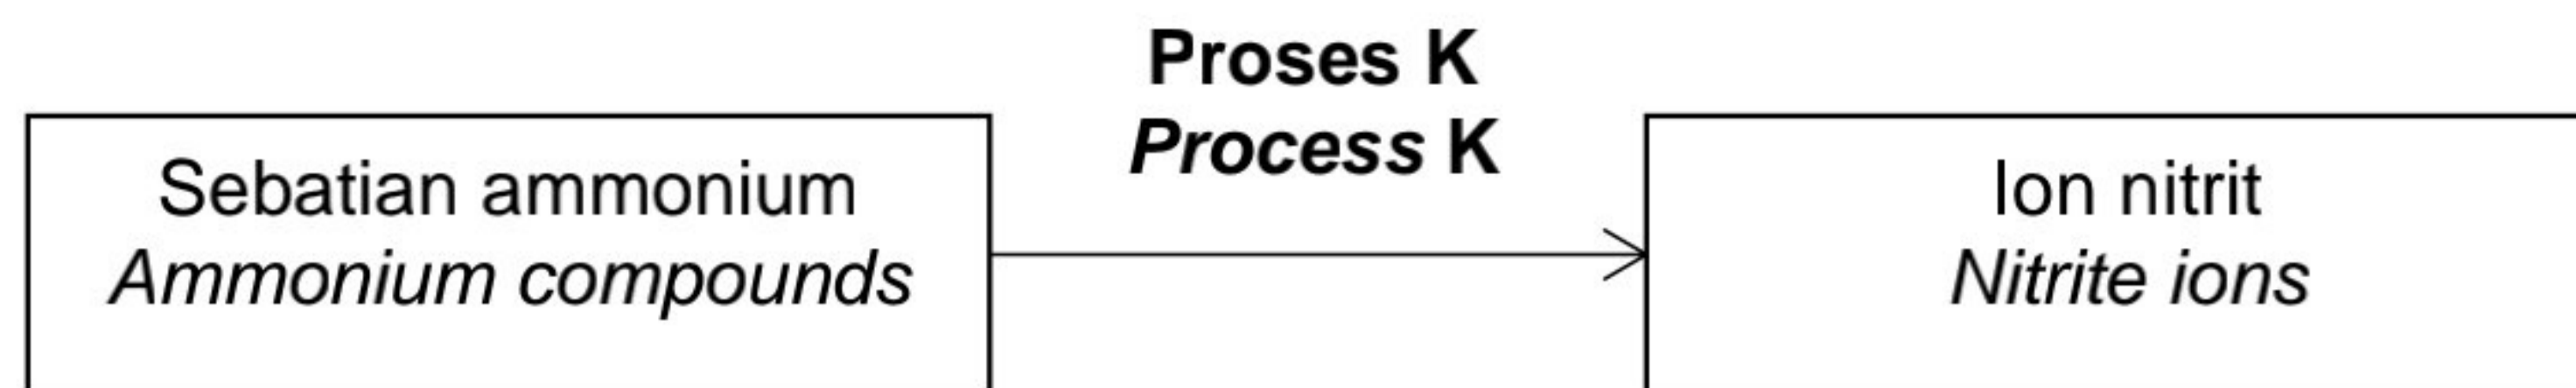 Proses K
Process K
Sebatian ammonium
Ammonium compounds
Ion nitrit
Nitrite ions